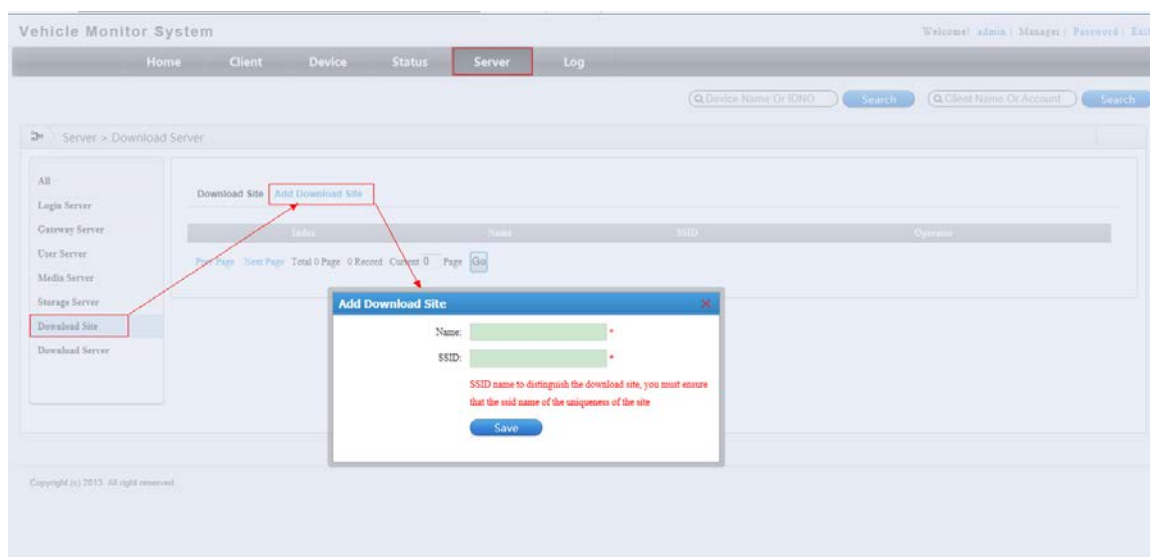 Vehicle Monitor System
Welcome! admin | Manager | Password | Exit
Home Client Device Status Server Log
Device Name Or IDNO Search Client Name Or Account Search
Server > Download Server
All
Login Server
Gateway Server
User Server
Media Server
Storage Server
Download Site
Download Server
Download Site Add Download Site
Index Name SSID Operator
Prev Page Next Page Total 0 Page 0 Record Current 0 Page Go
Add Download Site
Name: *
SSID: *
SSID name to distinguish the download site, you must ensure
that the ssid name of the uniqueness of the site
Save
Copyright (c) 2013. All right reserved